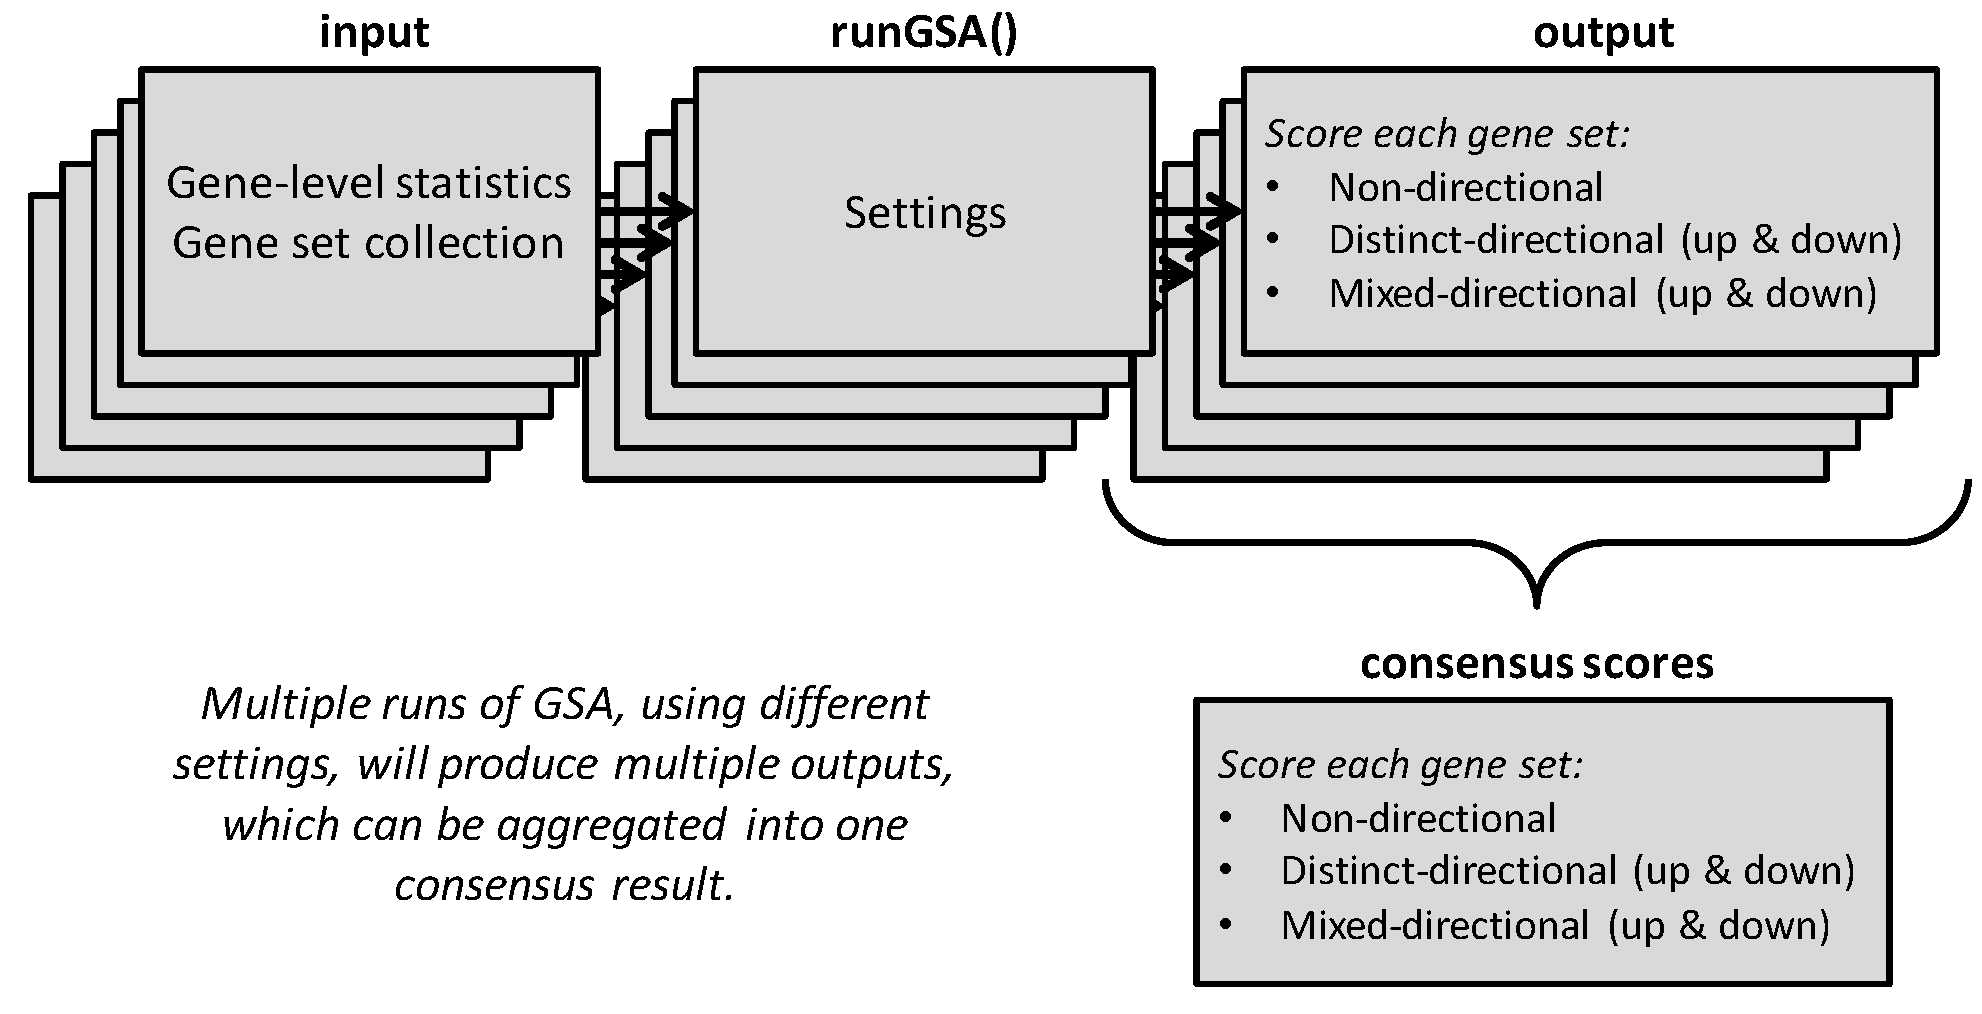 input
runGSA()
output
Gene-level statistics
Gene set collection
Settings
Score each gene set:
• Non-directional
• Distinct-directional (up & down)
• Mixed-directional (up & down)
Multiple runs of GSA, using different
settings, will produce multiple outputs,
which can be aggregated into one
consensus result.
consensus scores
Score each gene set:
• Non-directional
• Distinct-directional (up & down)
• Mixed-directional (up & down)